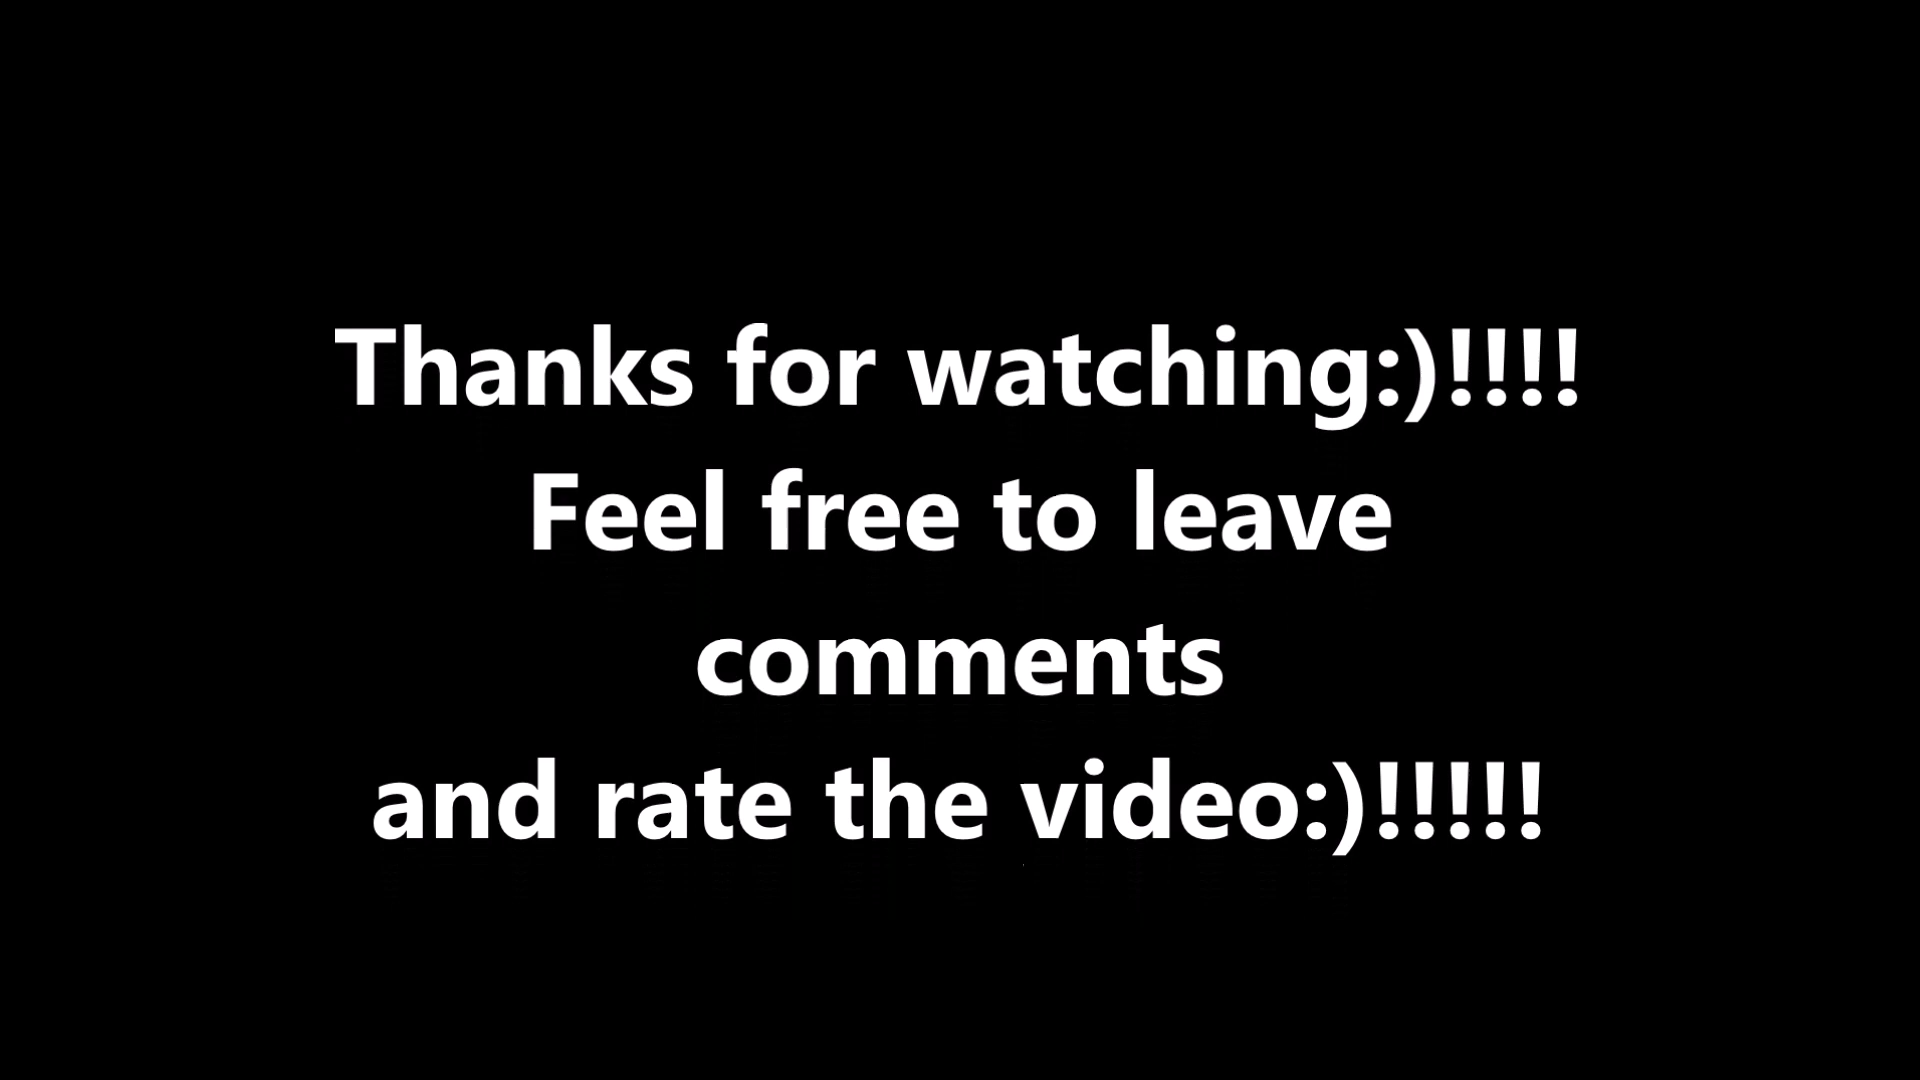 Thanks for watching:)!!!!
Feel free to leave
comments
and rate the video:)!!!!!